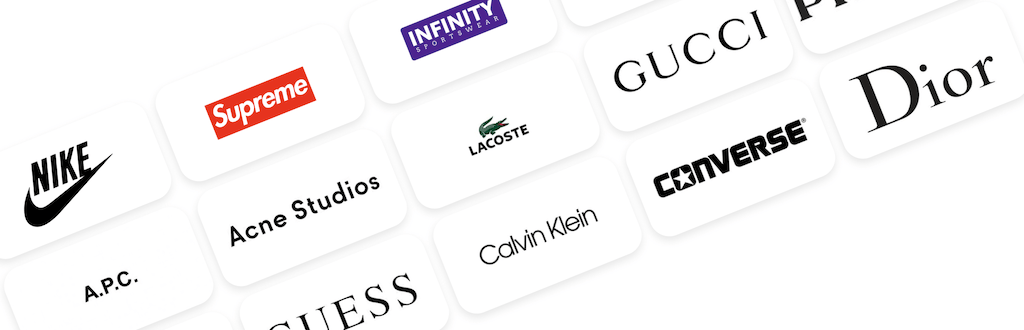 INFINITY
SPORTSWEAR
GUCCI
Supreme
Dior
NIKE
LACOSTE
CONVERSE®
Acne Studios
Calvin Klein
A.P.C.
GUESS